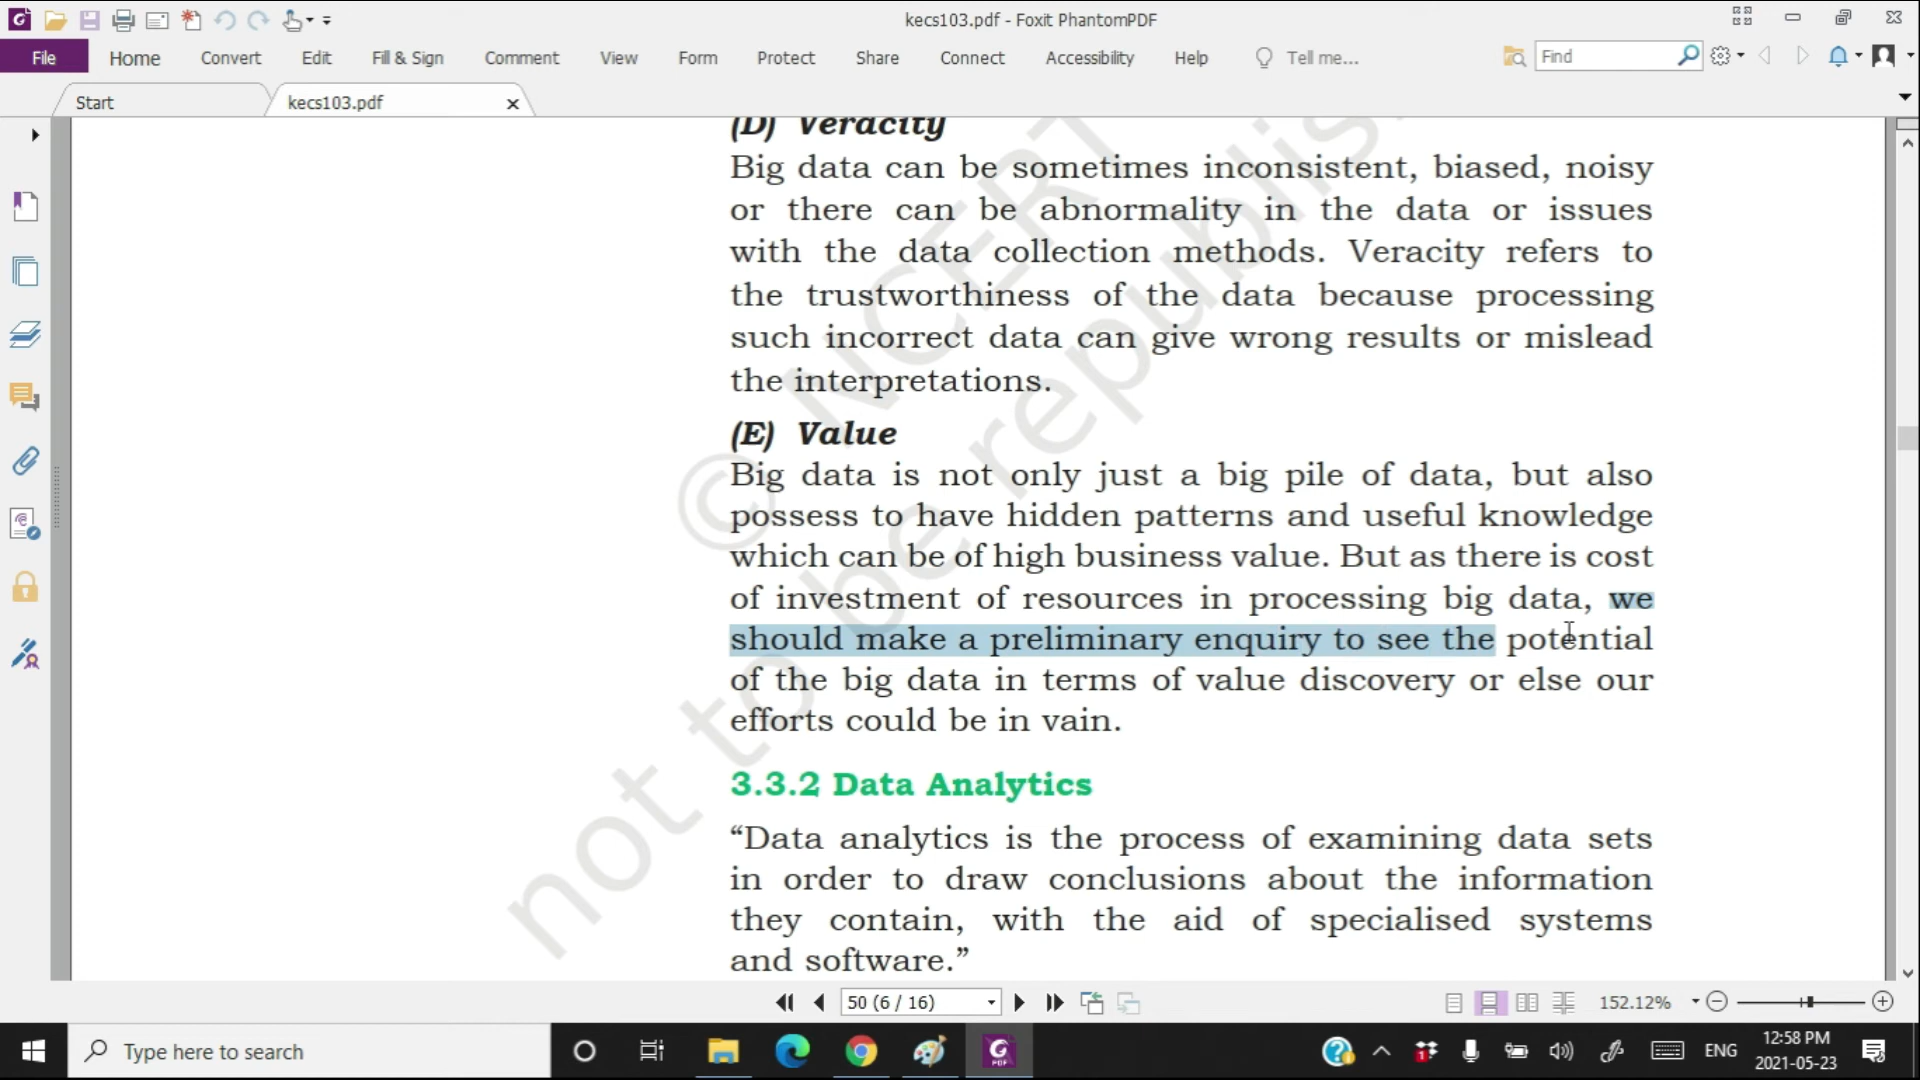 kecs103.pdf - Foxit PhantomPDF
File Home Convert Edit Fill & Sign Comment View Form Protect Share Connect Accessibility Help Tell me... Find
Start kecs103.pdf
(D) Veracity
Big data can be sometimes inconsistent, biased, noisy
or there can be abnormality in the data or issues
with the data collection methods. Veracity refers to
the trustworthiness of the data because processing
such incorrect data can give wrong results or mislead
the interpretations.
(E) Value
Big data is not only just a big pile of data, but also
possess to have hidden patterns and useful knowledge
which can be of high business value. But as there is cost
of investment of resources in processing big data, we
should make a preliminary enquiry to see the potential
of the big data in terms of value discovery or else our
efforts could be in vain.
3.3.2 Data Analytics
“Data analytics is the process of examining data sets
in order to draw conclusions about the information
they contain, with the aid of specialised systems
and software.”
© NCERT
not to be republis
50 (6 / 16) 152.12%
Type here to search ENG 12:58 PM
2021-05-23